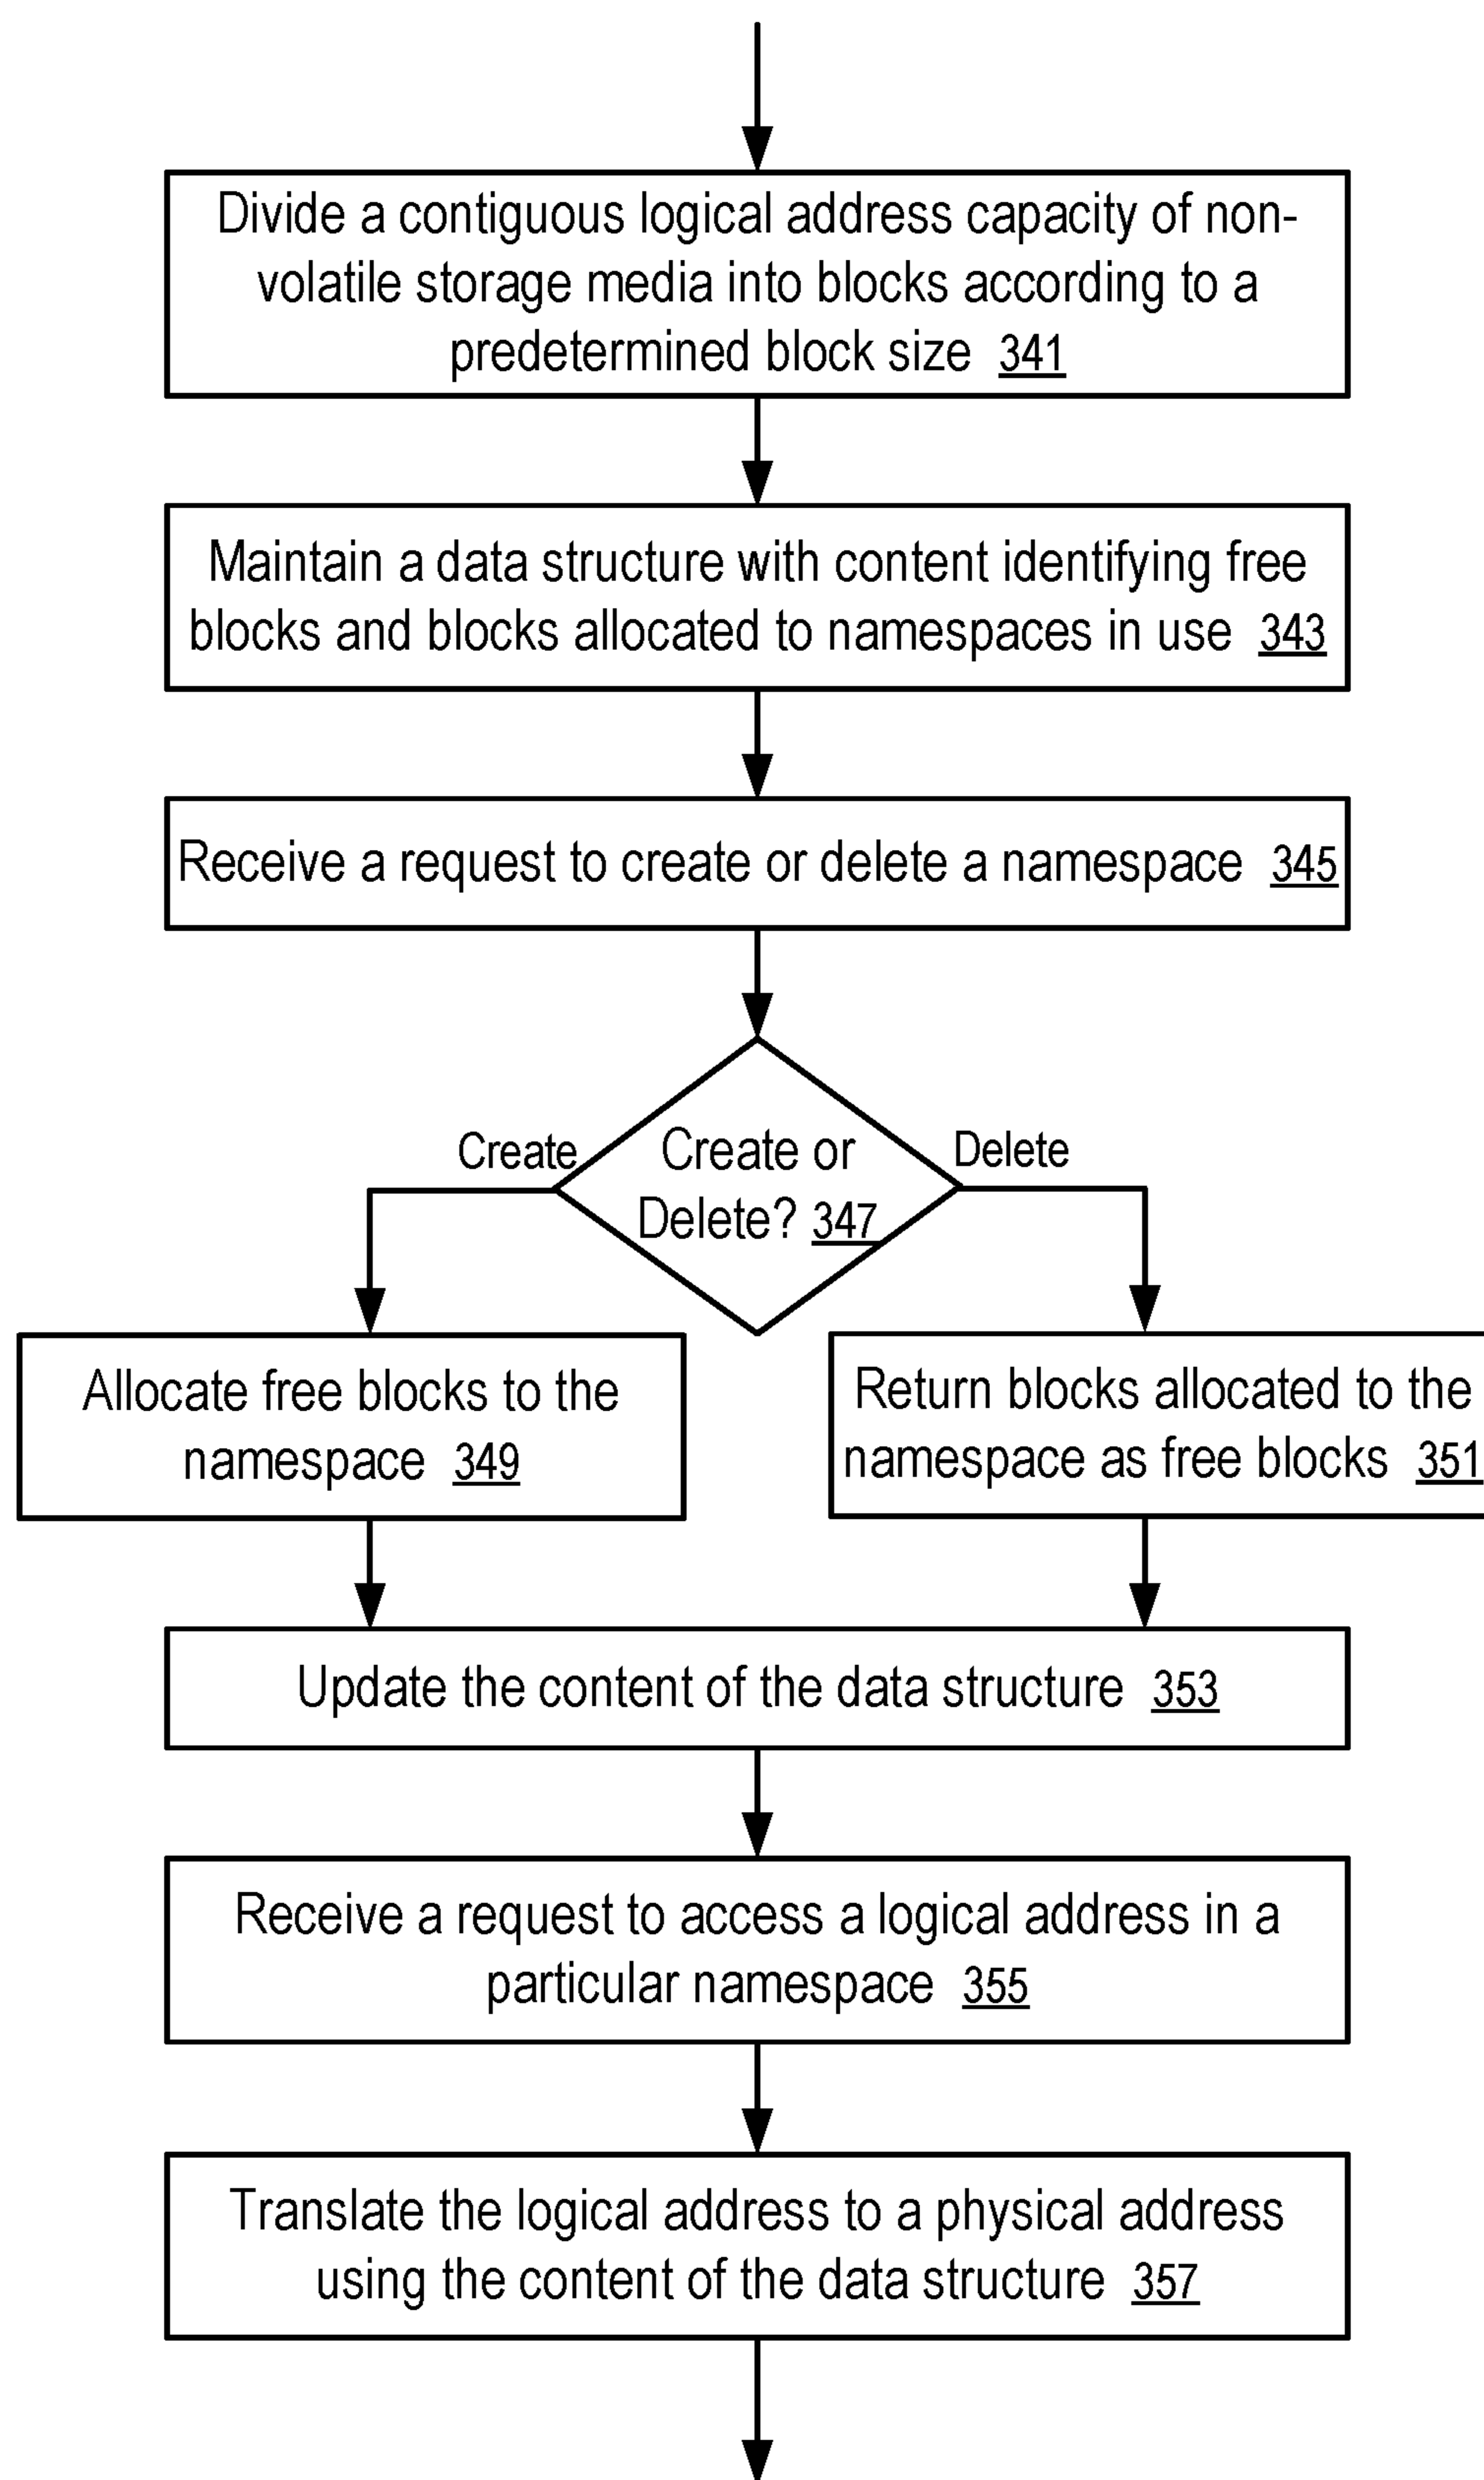 Divide a contiguous logical address capacity of non-
volatile storage media into blocks according to a
predetermined block size 341
Maintain a data structure with content identifying free
blocks and blocks allocated to namespaces in use 343
Receive a request to create or delete a namespace 345
Create
Create or
Delete? 347
Delete
Allocate free blocks to the
namespace 349
Return blocks allocated to the
namespace as free blocks 351
Update the content of the data structure 353
Receive a request to access a logical address in a
particular namespace 355
Translate the logical address to a physical address
using the content of the data structure 357